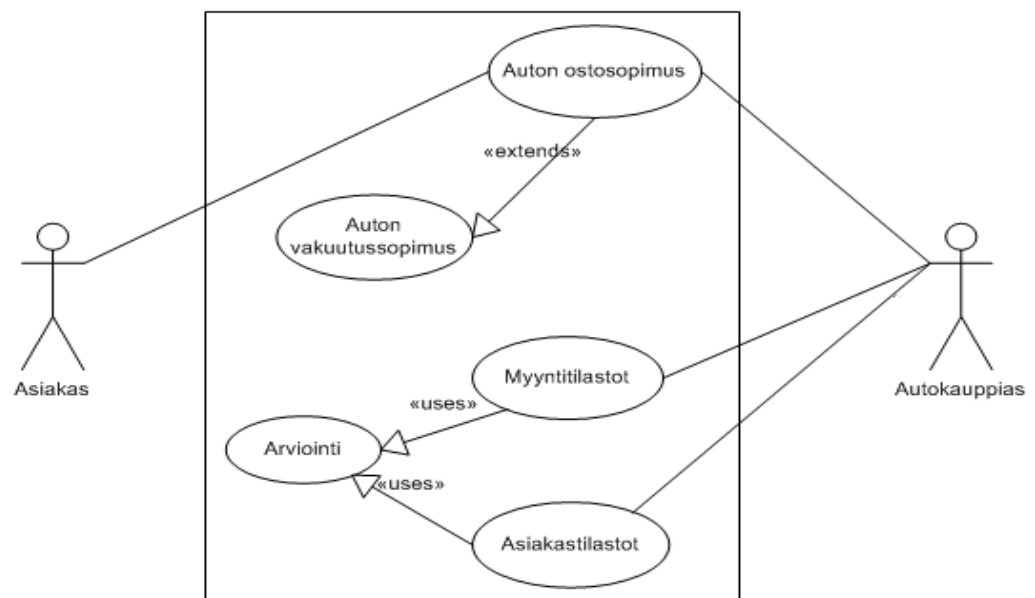 Auton ostosopimus
«extends»
Auton
vakuutussopimus
Asiakas
Autokauppias
Myyntitilastot
«uses»
Arviointi
«uses»
Asiakastilastot